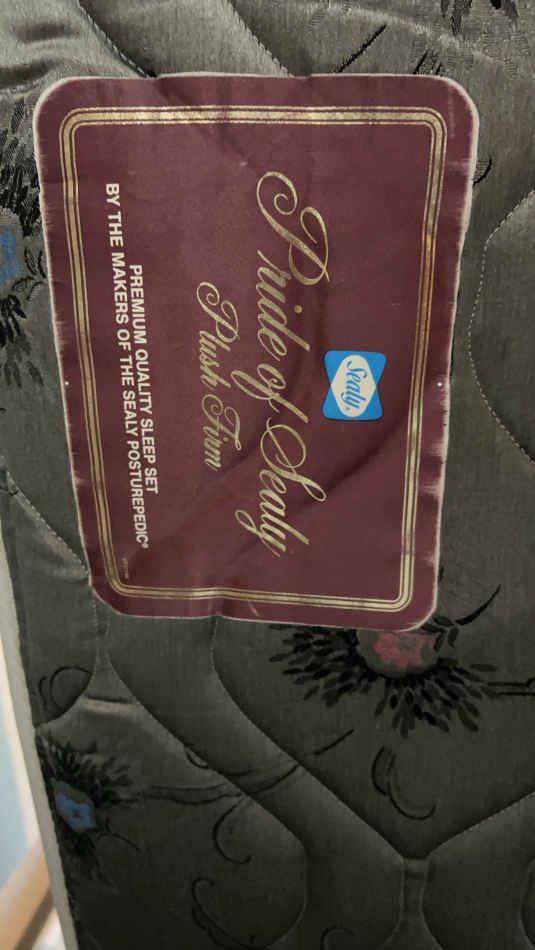 Sealy.
Pride of Sealy
Plush Firm
PREMIUM QUALITY SLEEP SET
BY THE MAKERS OF THE SEALY POSTUREPEDIC®